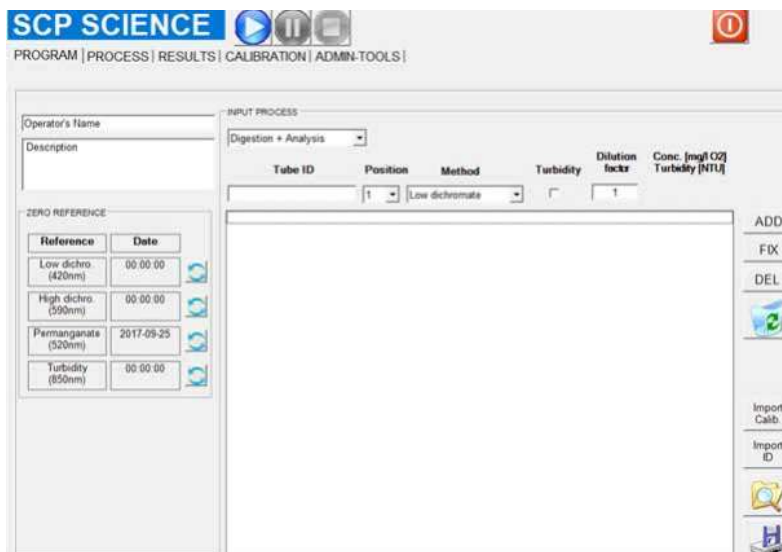 SCP SCIENCE
PROGRAM | PROCESS | RESULTS | CALIBRATION | ADMIN-TOOLS |
Operator's Name
Description
INPUT PROCESS
Digestion + Analysis
Tube ID
Position
Method
Turbidity
Dilution factor
Conc. [mg/l O2]
Turbidity [NTU]
1
Low dichromate
1
ZERO REFERENCE
Reference
Date
Low dichro.
(420nm)
00:00:00
High dichro.
(590nm)
00:00:00
Permanganate
(520nm)
2017-09-25
Turbidity
(850nm)
00:00:00
ADD
FIX
DEL
Import
Calib.
Import
ID